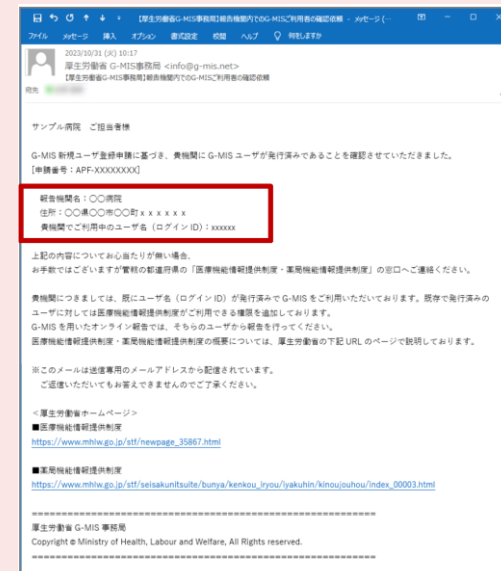 【厚生労働省G-MIS事務局】報告機関内でのG-MISご利用者の確認依頼 - メッセージ (…
ファイル メッセージ 挿入 オプション 書式設定 校閲 ヘルプ 何をしますか
2023/10/31 (火) 10:17
厚生労働省 G-MIS事務局 <info@g-mis.net>
【厚生労働省G-MIS事務局】報告機関内でのG-MISご利用者の確認依頼
宛先
サンプル病院 ご担当者様
G-MIS 新規ユーザ登録申請に基づき、貴機関に G-MIS ユーザが発行済みであることを確認させていただきました。
[申請番号:APF-XXXXXXXX]
報告機関名:〇〇病院
住所:〇〇県〇〇市〇〇町ｘｘｘｘｘｘ
貴機関でご利用中のユーザ名（ログイン ID）:xxxxxx
上記の内容についてお心当たりが無い場合、
お手数ではございますが管轄の都道府県の「医療機能情報提供制度・薬局機能情報提供制度」の窓口へご連絡ください。
貴機関につきましては、既にユーザ名（ログイン ID）が発行済みで G-MIS をご利用いただいております。既存で発行済みの
ユーザに対しては医療機能情報提供制度がご利用できる権限を追加しております。
G-MIS を用いたオンライン報告では、そちらのユーザから報告を行ってください。
医療機能情報提供制度・薬局機能情報提供制度の概要については、厚生労働省の下記 URL のページで説明しております。
※このメールは送信専用のメールアドレスから配信されています。
ご返信いただいてもお答えできませんのでご了承ください。
＜厚生労働省ホームページ＞
■医療機能情報提供制度
https://www.mhlw.go.jp/stf/newpage_35867.html
■薬局機能情報提供制度
https://www.mhlw.go.jp/stf/seisakunitsuite/bunya/kenkou_iryou/iyakuhin/kinoujouhou/index_00003.html
============================================================
厚生労働省 G-MIS 事務局
Copyright © Ministry of Health, Labour and Welfare, All Rights reserved.
============================================================